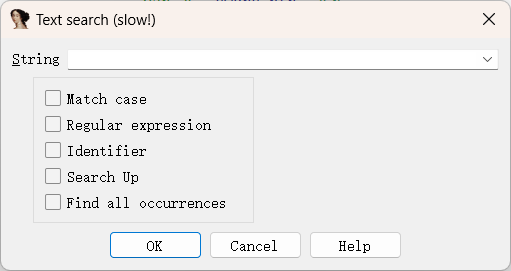 Text search (slow!)
String
Match case
Regular expression
Identifier
Search Up
Find all occurrences
OK Cancel Help